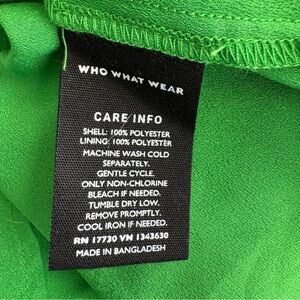 WHO WHAT WEAR
CARE INFO
SHELL: 100% POLYESTER
LINING: 100% POLYESTER
MACHINE WASH COLD
SEPARATELY.
GENTLE CYCLE.
ONLY NON-CHLORINE
BLEACH IF NEEDED.
TUMBLE DRY LOW.
REMOVE PROMPTLY.
COOL IRON IF NEEDED.
RN 17730 VN 1343630
MADE IN BANGLADESH